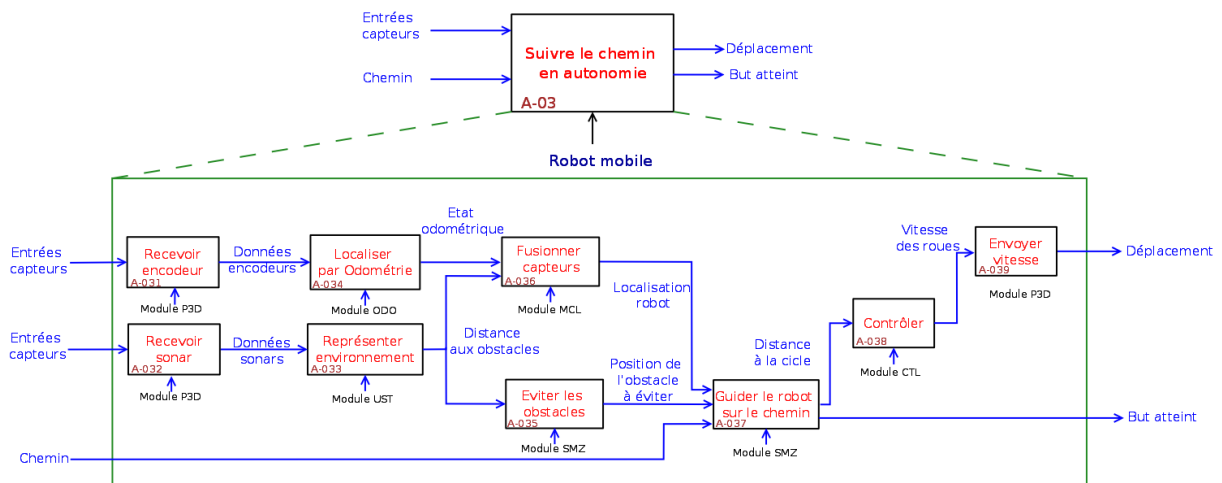 Entrées
capteurs
Chemin
Suivre le chemin
en autonomie
A-03
Déplacement
But atteint
Robot mobile
Entrées
capteurs
Recevoir
encodeur
A-031
Module P3D
Données
encodeurs
Localiser
par Odométrie
A-034
Module ODO
Etat
odométrique
Fusionner
capteurs
A-036
Module MCL
Localisation
robot
Vitesse
des roues
Envoyer
vitesse
A-039
Module P3D
Déplacement
Entrées
capteurs
Recevoir
sonar
A-032
Module P3D
Données
sonars
Représenter
environnement
A-033
Module UST
Distance
aux obstacles
Eviter les
obstacles
A-035
Module SMZ
Position de
l'obstacle
à éviter
Guider le robot
sur le chemin
A-037
Module SMZ
Distance
à la cicle
Contrôler
A-038
Module CTL
But atteint
Chemin